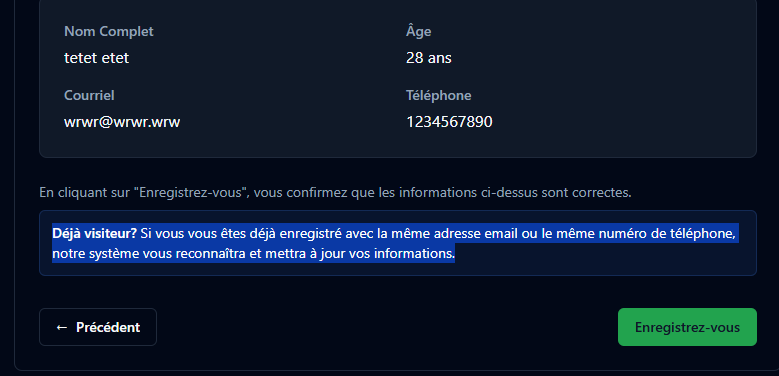 Nom Complet
Âge
tetet etet
28 ans
Courriel
Téléphone
wrwr@wrwr.wrw
1234567890
En cliquant sur "Enregistrez-vous", vous confirmez que les informations ci-dessus sont correctes.
Déjà visiteur? Si vous vous êtes déjà enregistré avec la même adresse email ou le même numéro de téléphone,
notre système vous reconnaîtra et mettra à jour vos informations.
← Précédent
Enregistrez-vous